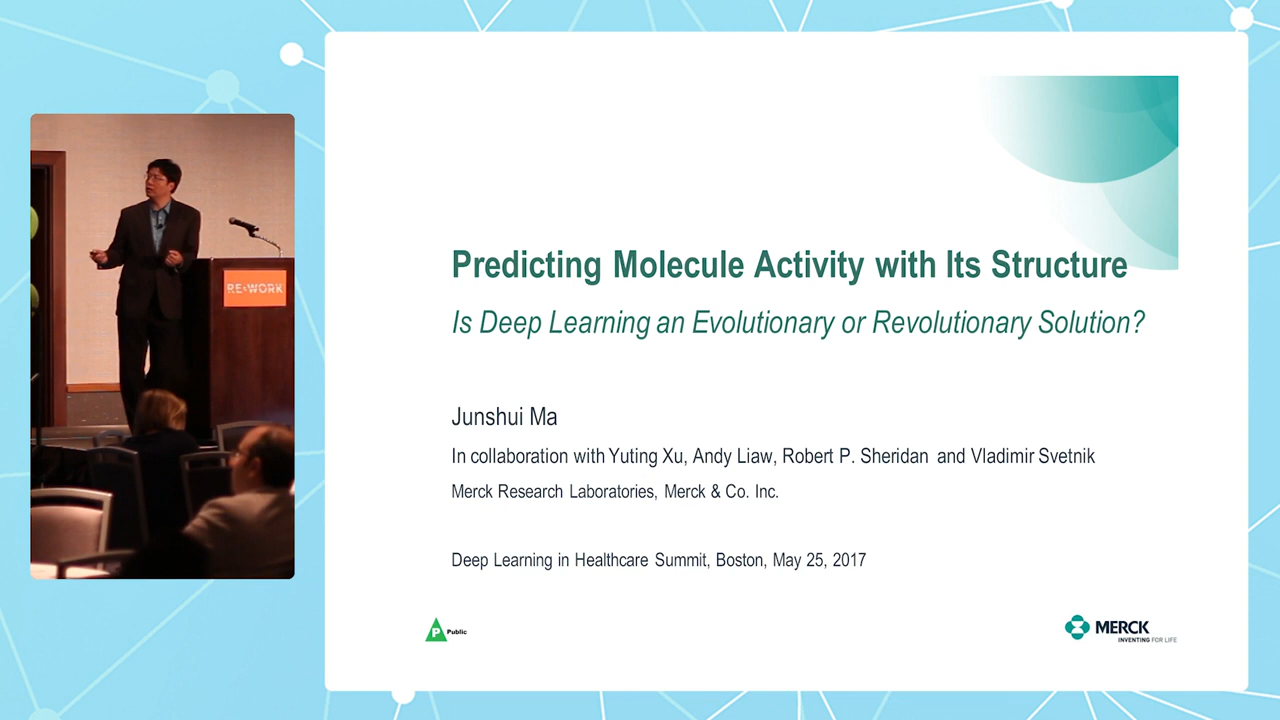 RE•WORK
Predicting Molecule Activity with Its Structure
Is Deep Learning an Evolutionary or Revolutionary Solution?
Junshui Ma
In collaboration with Yuting Xu, Andy Liaw, Robert P. Sheridan and Vladimir Svetnik
Merck Research Laboratories, Merck & Co. Inc.
Deep Learning in Healthcare Summit, Boston, May 25, 2017
P Public
MERCK
INVENTING FOR LIFE